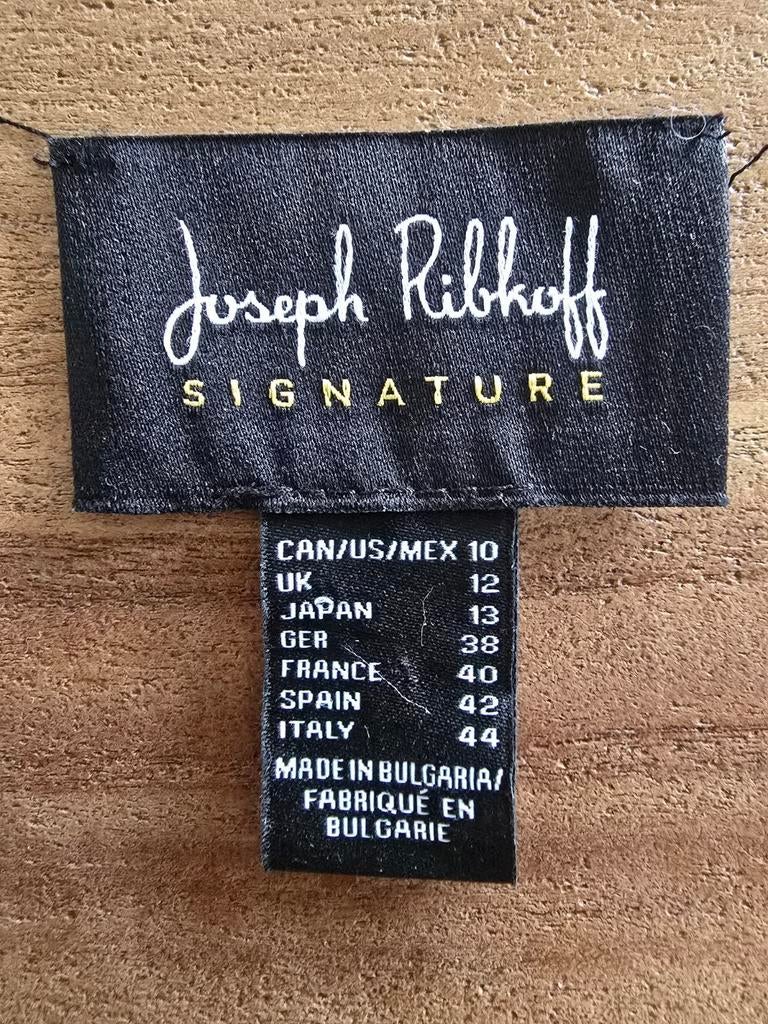 Joseph Ribkoff
SIGNATURE
CAN/US/MEX 10
UK 12
JAPAN 13
GER 38
FRANCE 40
SPAIN 42
ITALY 44
MADE IN BULGARIA/
FABRIQUÉ EN
BULGARIE